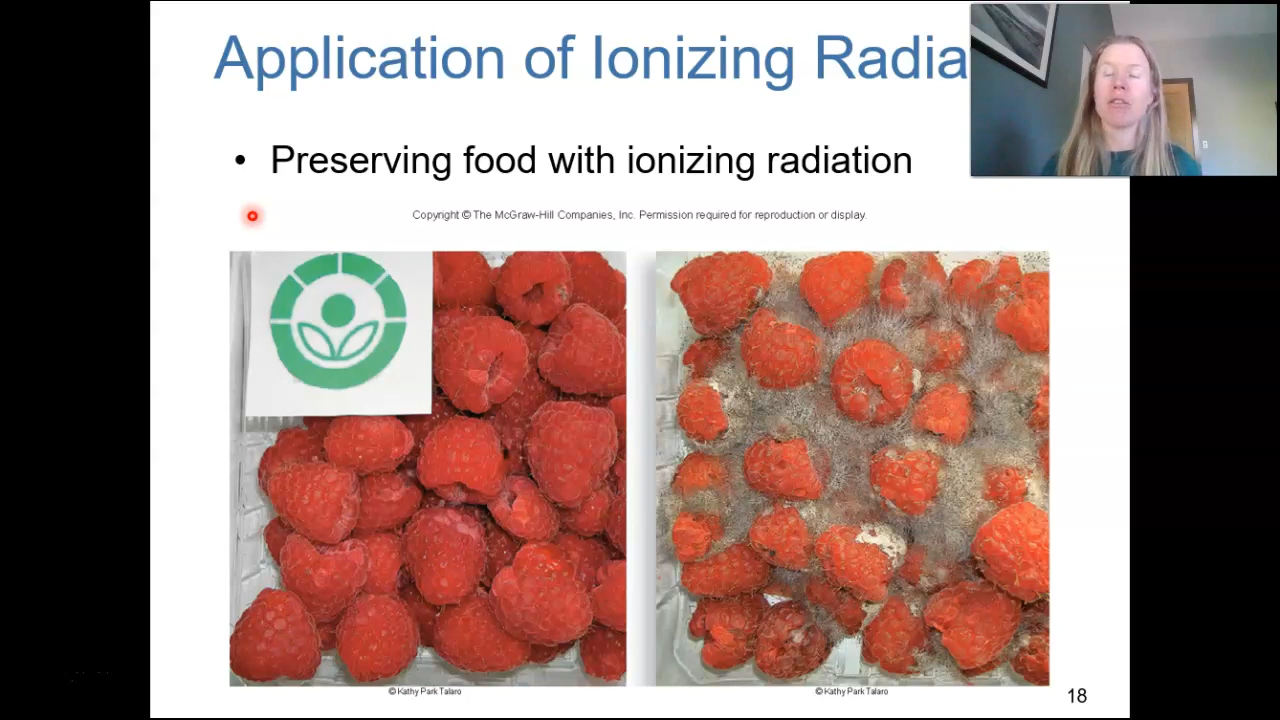 Application of Ionizing Radia
• Preserving food with ionizing radiation
Copyright © The McGraw-Hill Companies, Inc. Permission required for reproduction or display.
© Kathy Park Talaro
© Kathy Park Talaro
18